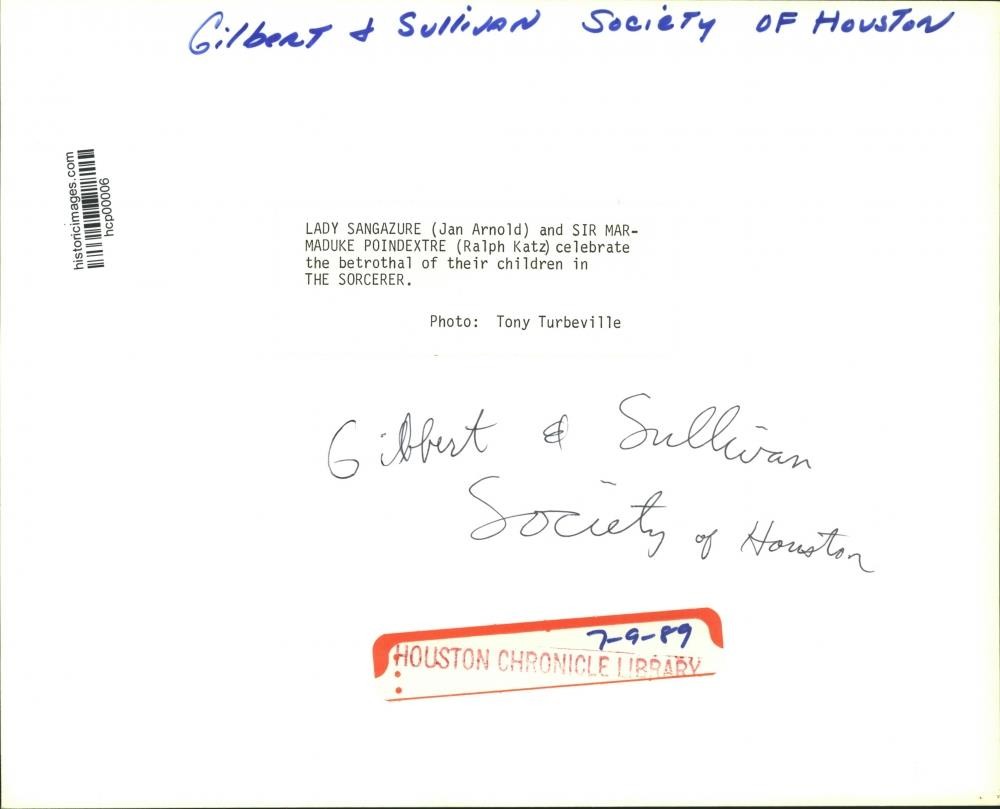 Gilbert & Sullivan Society OF Houston
historicimages.com
hcp00006
LADY SANGAZURE (Jan Arnold) and SIR MAR-
MADUKE POINDEXTRE (Ralph Katz) celebrate
the betrothal of their children in
THE SORCERER.
Photo: Tony Turbeville
Gilbert & Sullivan
Society of Houston
7-9-89
HOUSTON CHRONICLE LIBRARY